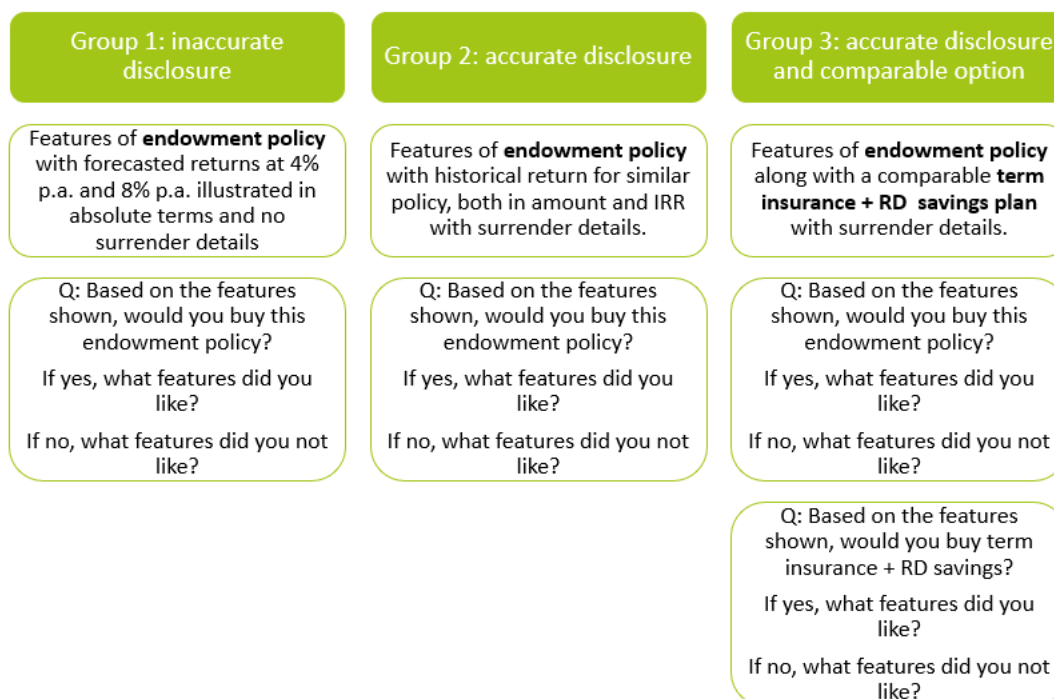 Group 1: inaccurate
disclosure
Features of endowment policy
with forecasted returns at 4%
p.a. and 8% p.a. illustrated in
absolute terms and no
surrender details
Q: Based on the features
shown, would you buy this
endowment policy?
If yes, what features did you
like?
If no, what features did you not
like?
Group 2: accurate disclosure
Features of endowment policy
with historical return for similar
policy, both in amount and IRR
with surrender details.
Q: Based on the features
shown, would you buy this
endowment policy?
If yes, what features did you
like?
If no, what features did you not
like?
Group 3: accurate disclosure
and comparable option
Features of endowment policy
along with a comparable term
insurance + RD savings plan
with surrender details.
Q: Based on the features
shown, would you buy this
endowment policy?
If yes, what features did you
like?
If no, what features did you not
like?
Q: Based on the features
shown, would you buy term
insurance + RD savings?
If yes, what features did you
like?
If no, what features did you not
like?